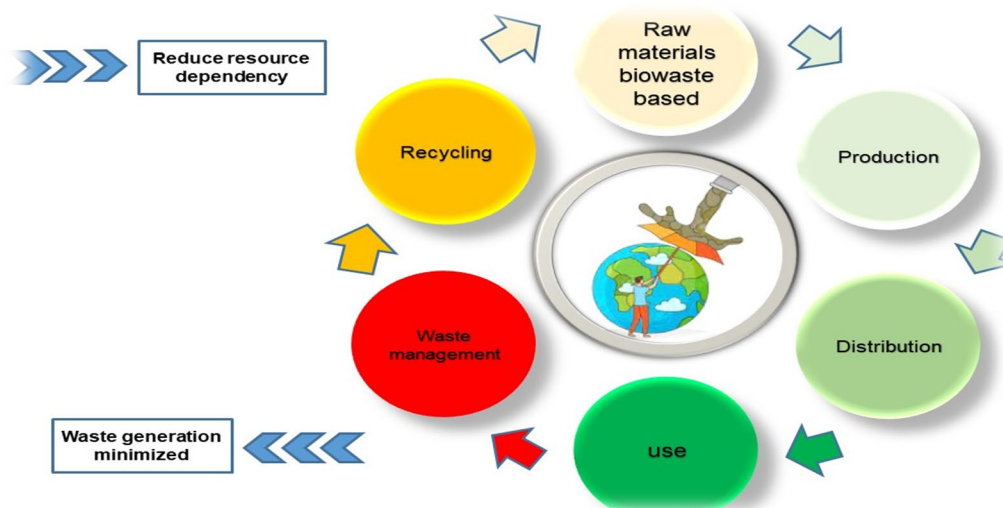 Reduce resource
dependency
Raw
materials
biowaste
based
Recycling
Production
Waste
management
Distribution
Waste generation
minimized
use